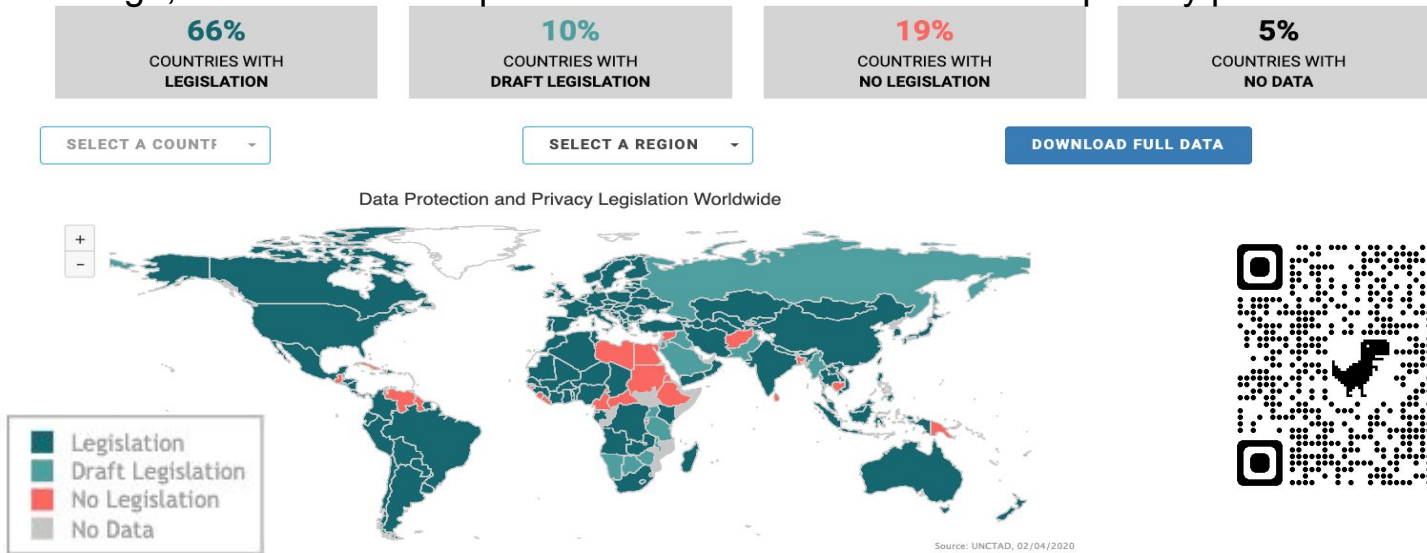 66%
COUNTRIES WITH
LEGISLATION
10%
COUNTRIES WITH
DRAFT LEGISLATION
19%
COUNTRIES WITH
NO LEGISLATION
5%
COUNTRIES WITH
NO DATA
SELECT A COUNTR
SELECT A REGION
DOWNLOAD FULL DATA
Data Protection and Privacy Legislation Worldwide
+
−
Legislation
Draft Legislation
No Legislation
No Data
Source: UNCTAD, 02/04/2020